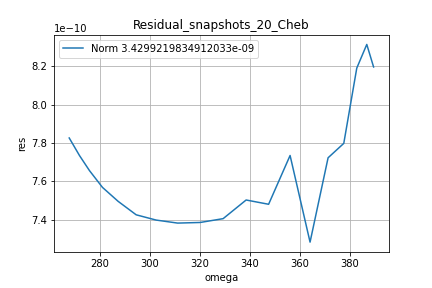 Residual_snapshots_20_Cheb
1e−10
Norm 3.4299219834912033e-09
8.2
8.0
7.8
7.6
7.4
res
280 300 320 340 360 380
omega